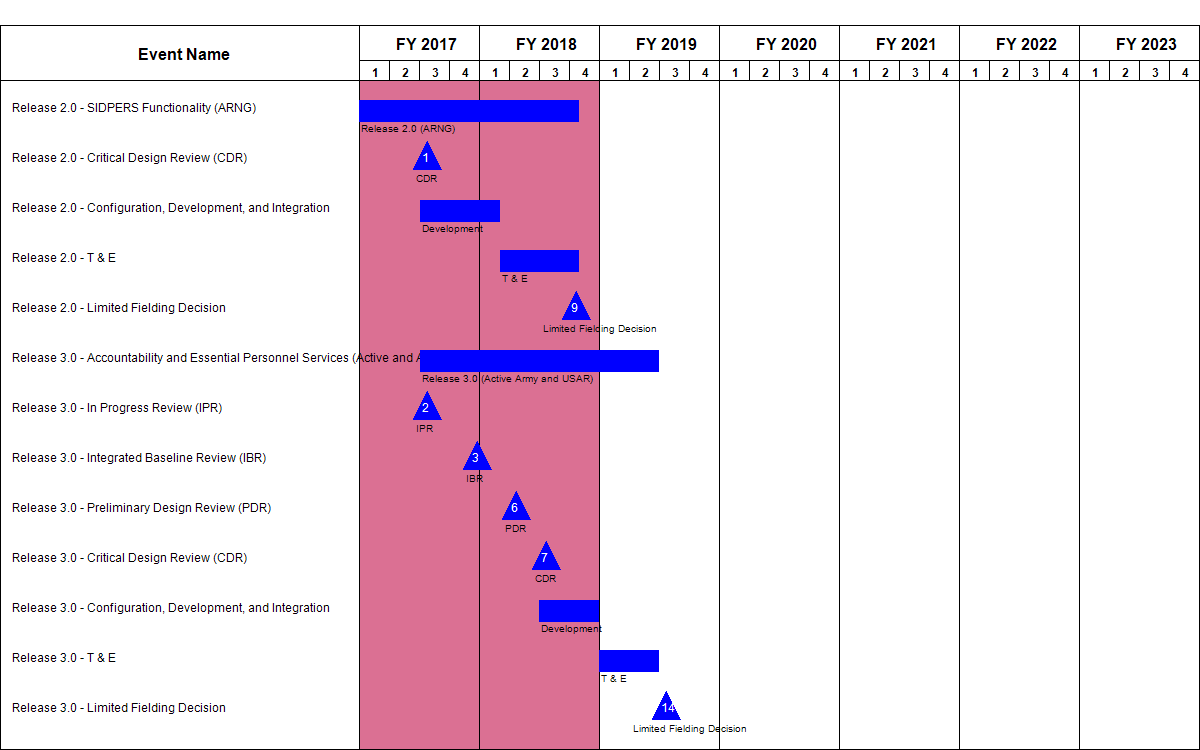 Event Name
FY 2017 FY 2018 FY 2019 FY 2020 FY 2021 FY 2022 FY 2023
1 2 3 4 1 2 3 4 1 2 3 4 1 2 3 4 1 2 3 4 1 2 3 4 1 2 3 4
Release 2.0 - SIDPERS Functionality (ARNG)
Release 2.0 (ARNG)
Release 2.0 - Critical Design Review (CDR)
1
CDR
Release 2.0 - Configuration, Development, and Integration
Development
Release 2.0 - T & E
T & E
Release 2.0 - Limited Fielding Decision
9
Limited Fielding Decision
Release 3.0 - Accountability and Essential Personnel Services (Active and A
Release 3.0 (Active Army and USAR)
Release 3.0 - In Progress Review (IPR)
2
IPR
Release 3.0 - Integrated Baseline Review (IBR)
3
IBR
Release 3.0 - Preliminary Design Review (PDR)
6
PDR
Release 3.0 - Critical Design Review (CDR)
7
CDR
Release 3.0 - Configuration, Development, and Integration
Development
Release 3.0 - T & E
T & E
Release 3.0 - Limited Fielding Decision
14
Limited Fielding Decision